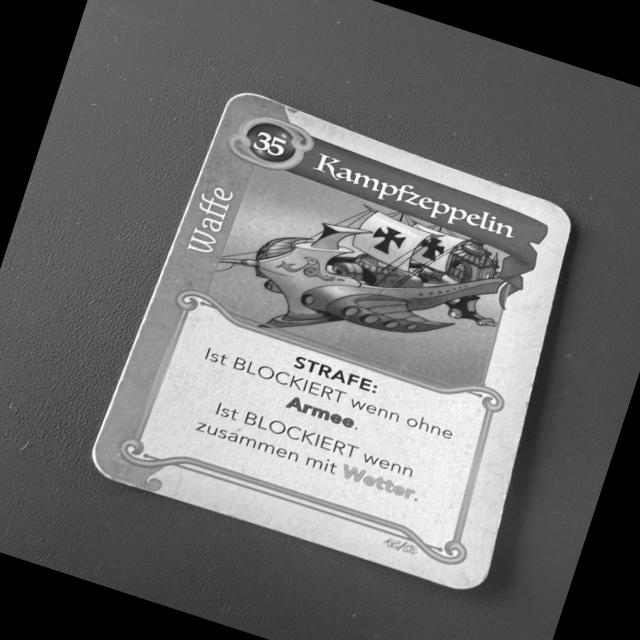 35
Kampfzeppelin
Waffe
STRAFE:
Ist BLOCKIERT wenn ohne
Armee.
Ist BLOCKIERT wenn
zusammen mit Wetter.